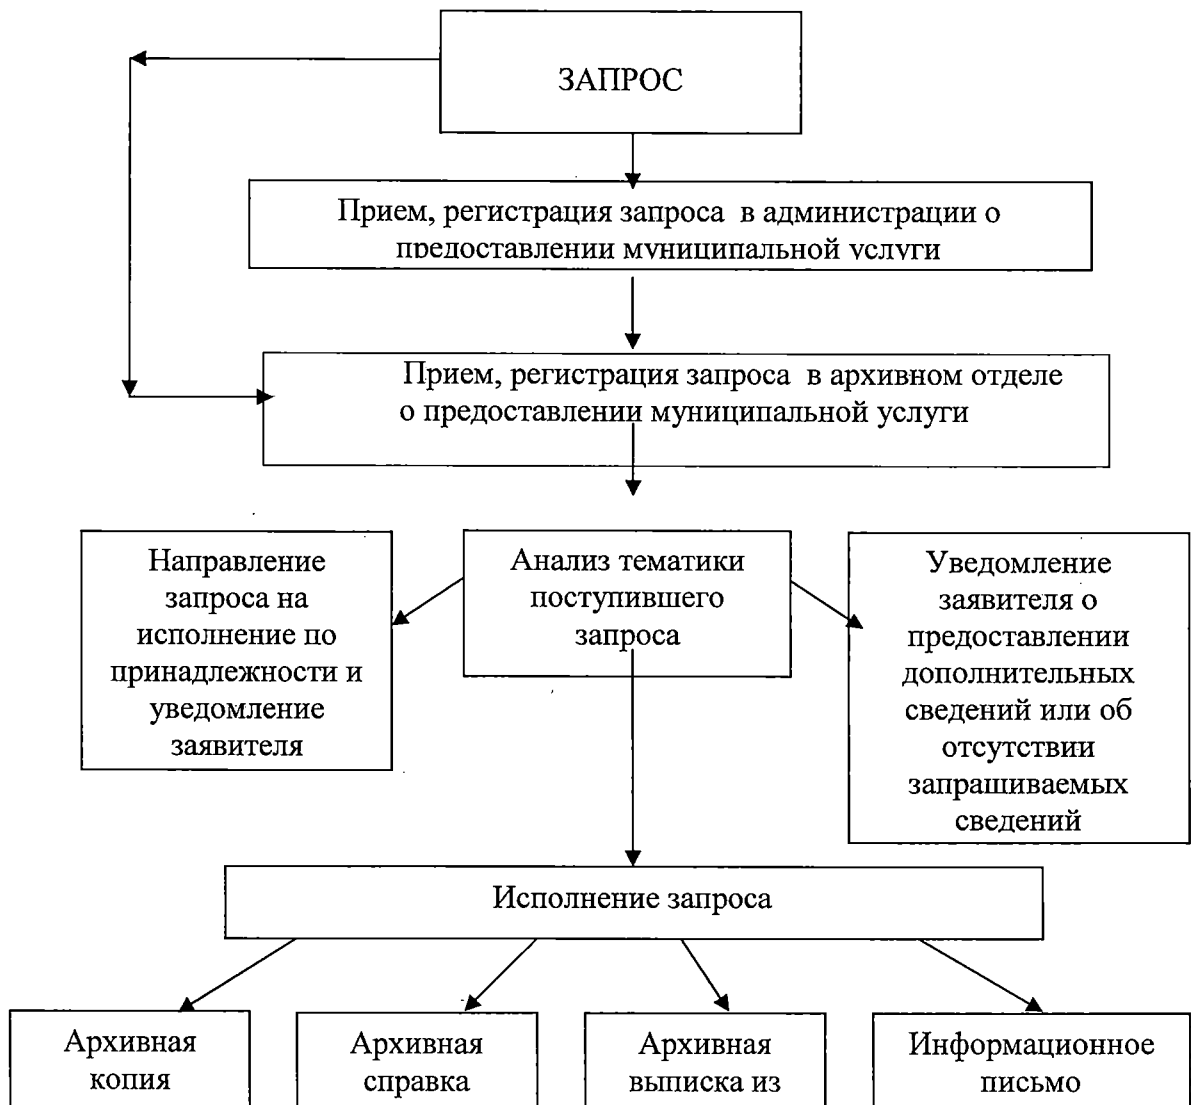 ЗАПРОС
Прием, регистрация запроса в администрации о
предоставлении муниципальной услуги
Прием, регистрация запроса в архивном отделе
о предоставлении муниципальной услуги
Направление
запроса на
исполнение по
принадлежности и
уведомление
заявителя
Анализ тематики
поступившего
запроса
Уведомление
заявителя о
предоставлении
дополнительных
сведений или об
отсутствии
запрашиваемых
сведений
Исполнение запроса
Архивная
копия
Архивная
справка
Архивная
выписка из
Информационное
письмо